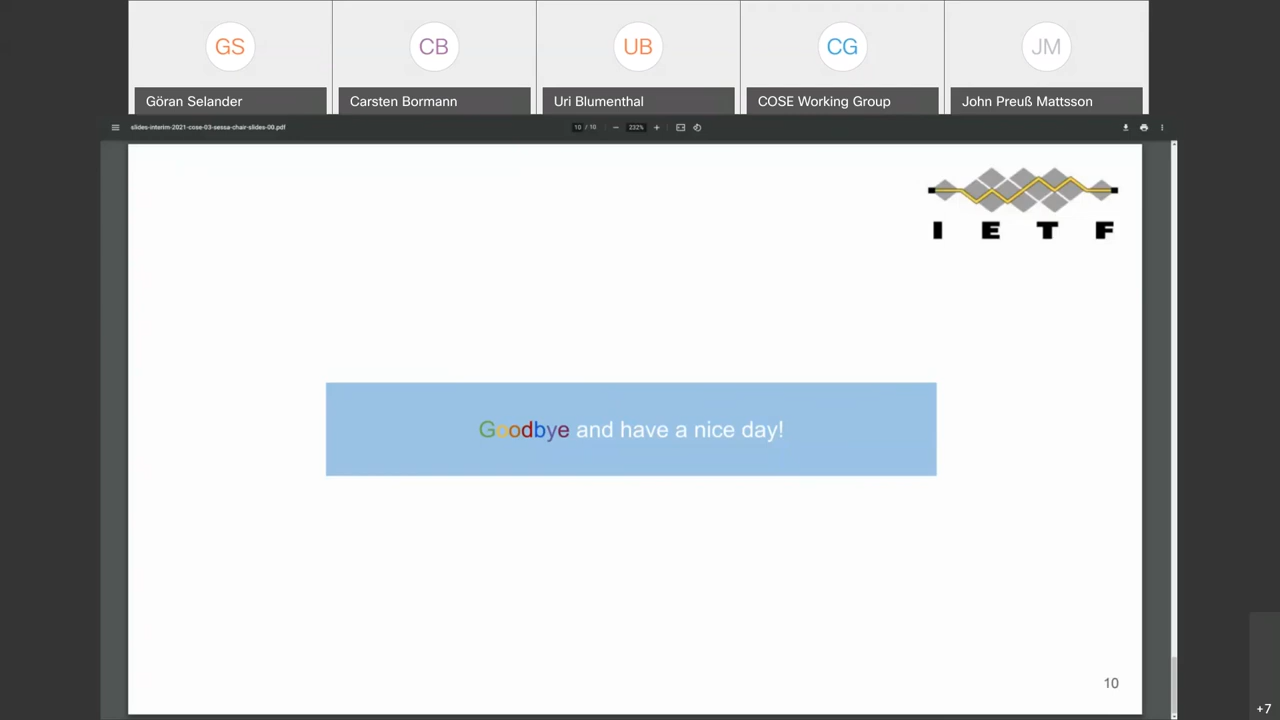 GS CB UB CG JM
Göran Selander Carsten Bormann Uri Blumenthal COSE Working Group John Preuß Mattsson
slides-interim-2021-cose-03-sessa-chair-slides-00.pdf 10 / 10 − 232% +
I E T F
Goodbye and have a nice day!
10
+7